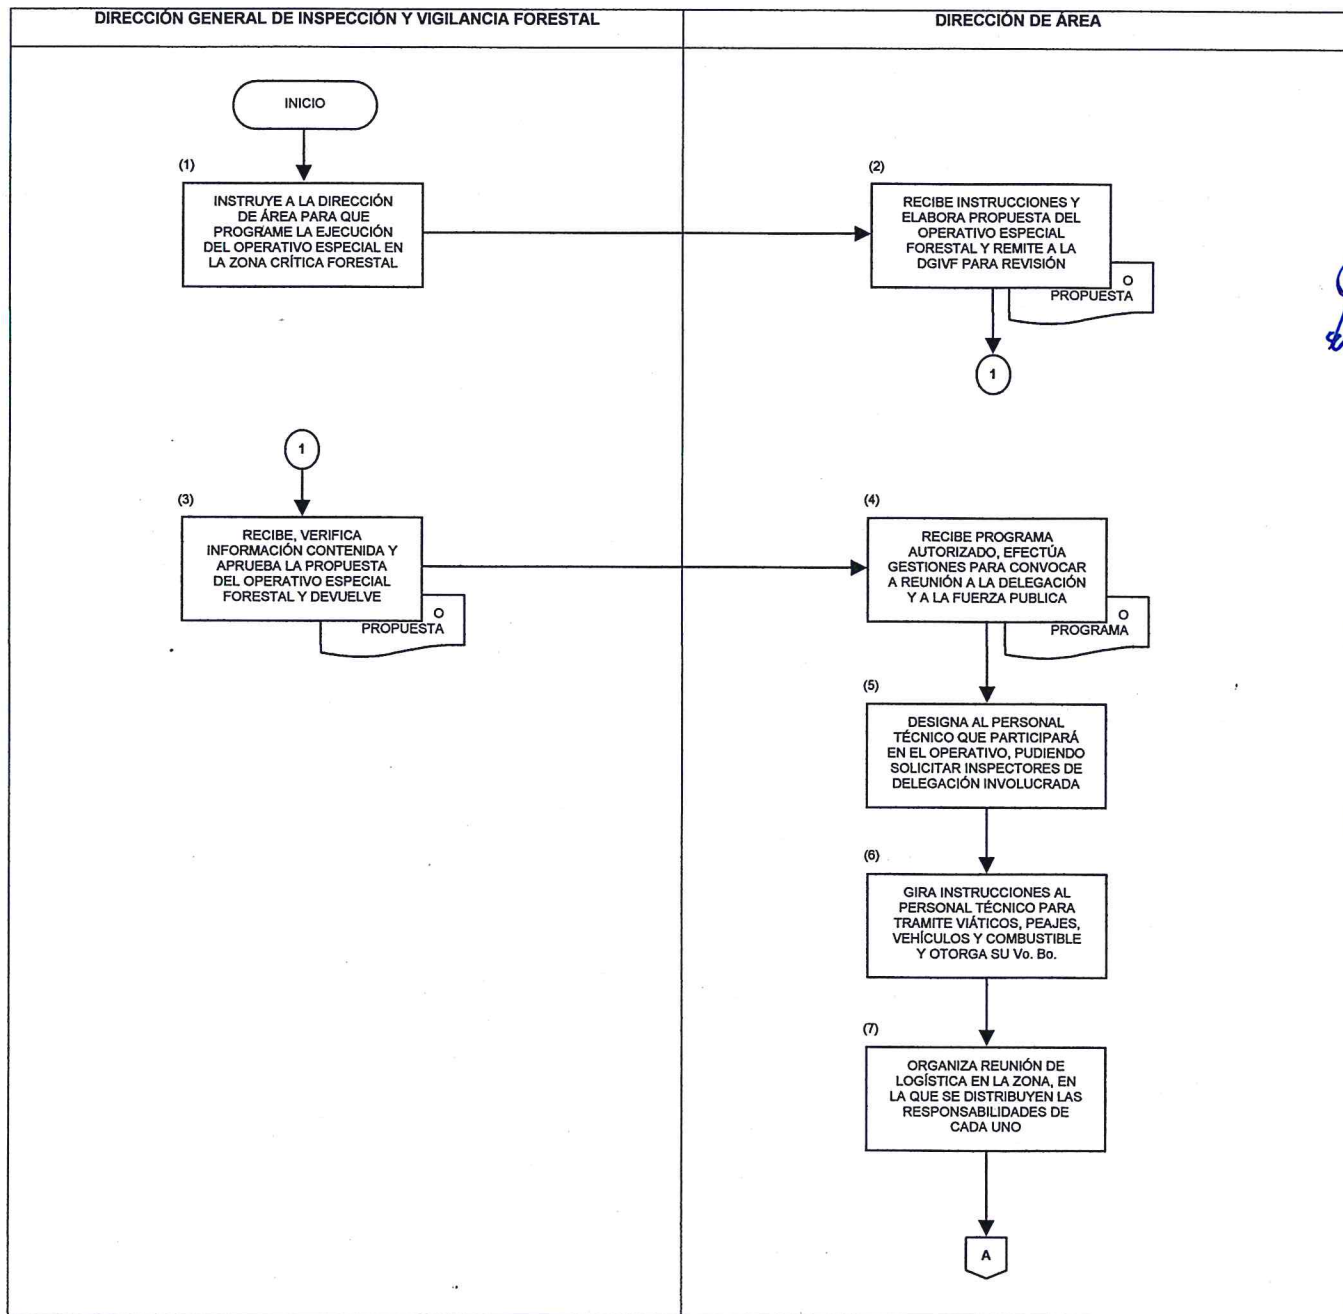 DIRECCIÓN GENERAL DE INSPECCIÓN Y VIGILANCIA FORESTAL
DIRECCIÓN DE ÁREA
INICIO
(1)
INSTRUYE A LA DIRECCIÓN
DE ÁREA PARA QUE
PROGRAME LA EJECUCIÓN
DEL OPERATIVO ESPECIAL EN
LA ZONA CRÍTICA FORESTAL
(2)
RECIBE INSTRUCCIONES Y
ELABORA PROPUESTA DEL
OPERATIVO ESPECIAL
FORESTAL Y REMITE A LA
DGIVF PARA REVISIÓN
O
PROPUESTA
1
1
(3)
RECIBE, VERIFICA
INFORMACIÓN CONTENIDA Y
APRUEBA LA PROPUESTA
DEL OPERATIVO ESPECIAL
FORESTAL Y DEVUELVE
O
PROPUESTA
(4)
RECIBE PROGRAMA
AUTORIZADO, EFECTÚA
GESTIONES PARA CONVOCAR
A REUNIÓN A LA DELEGACIÓN
Y A LA FUERZA PUBLICA
O
PROGRAMA
(5)
DESIGNA AL PERSONAL
TÉCNICO QUE PARTICIPARÁ
EN EL OPERATIVO, PUDIENDO
SOLICITAR INSPECTORES DE
DELEGACIÓN INVOLUCRADA
(6)
GIRA INSTRUCCIONES AL
PERSONAL TÉCNICO PARA
TRAMITE VIÁTICOS, PEAJES,
VEHÍCULOS Y COMBUSTIBLE
Y OTORGA SU Vo. Bo.
(7)
ORGANIZA REUNIÓN DE
LOGÍSTICA EN LA ZONA, EN
LA QUE SE DISTRIBUYEN LAS
RESPONSABILIDADES DE
CADA UNO
A